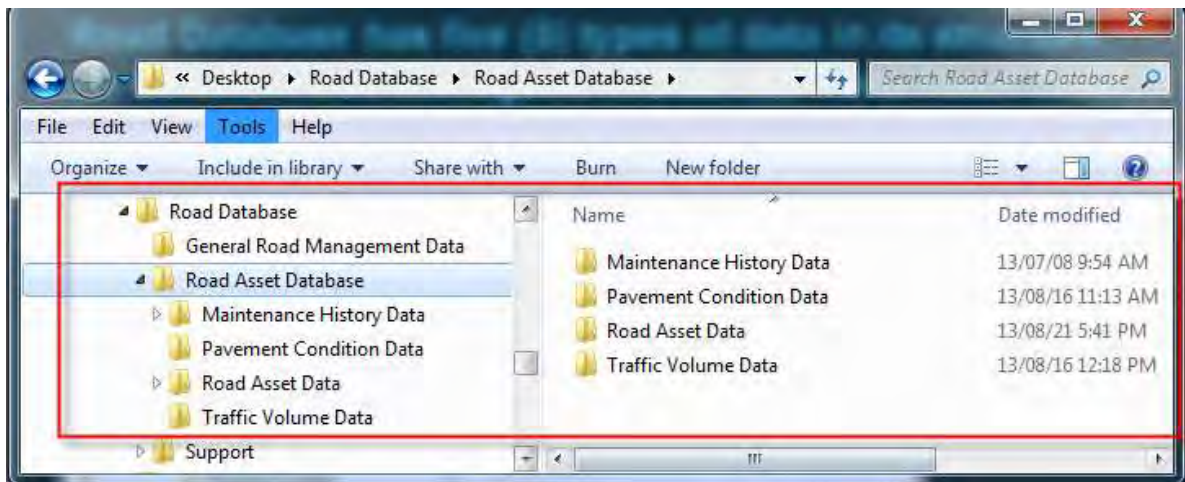 « Desktop ▸ Road Database ▸ Road Asset Database ▸
Search Road Asset Database
File Edit View Tools Help
Organize Include in library Share with Burn New folder
Road Database
General Road Management Data
Road Asset Database
Maintenance History Data
Pavement Condition Data
Road Asset Data
Traffic Volume Data
Support
Name Date modified
Maintenance History Data 13/07/08 9:54 AM
Pavement Condition Data 13/08/16 11:13 AM
Road Asset Data 13/08/21 5:41 PM
Traffic Volume Data 13/08/16 12:18 PM